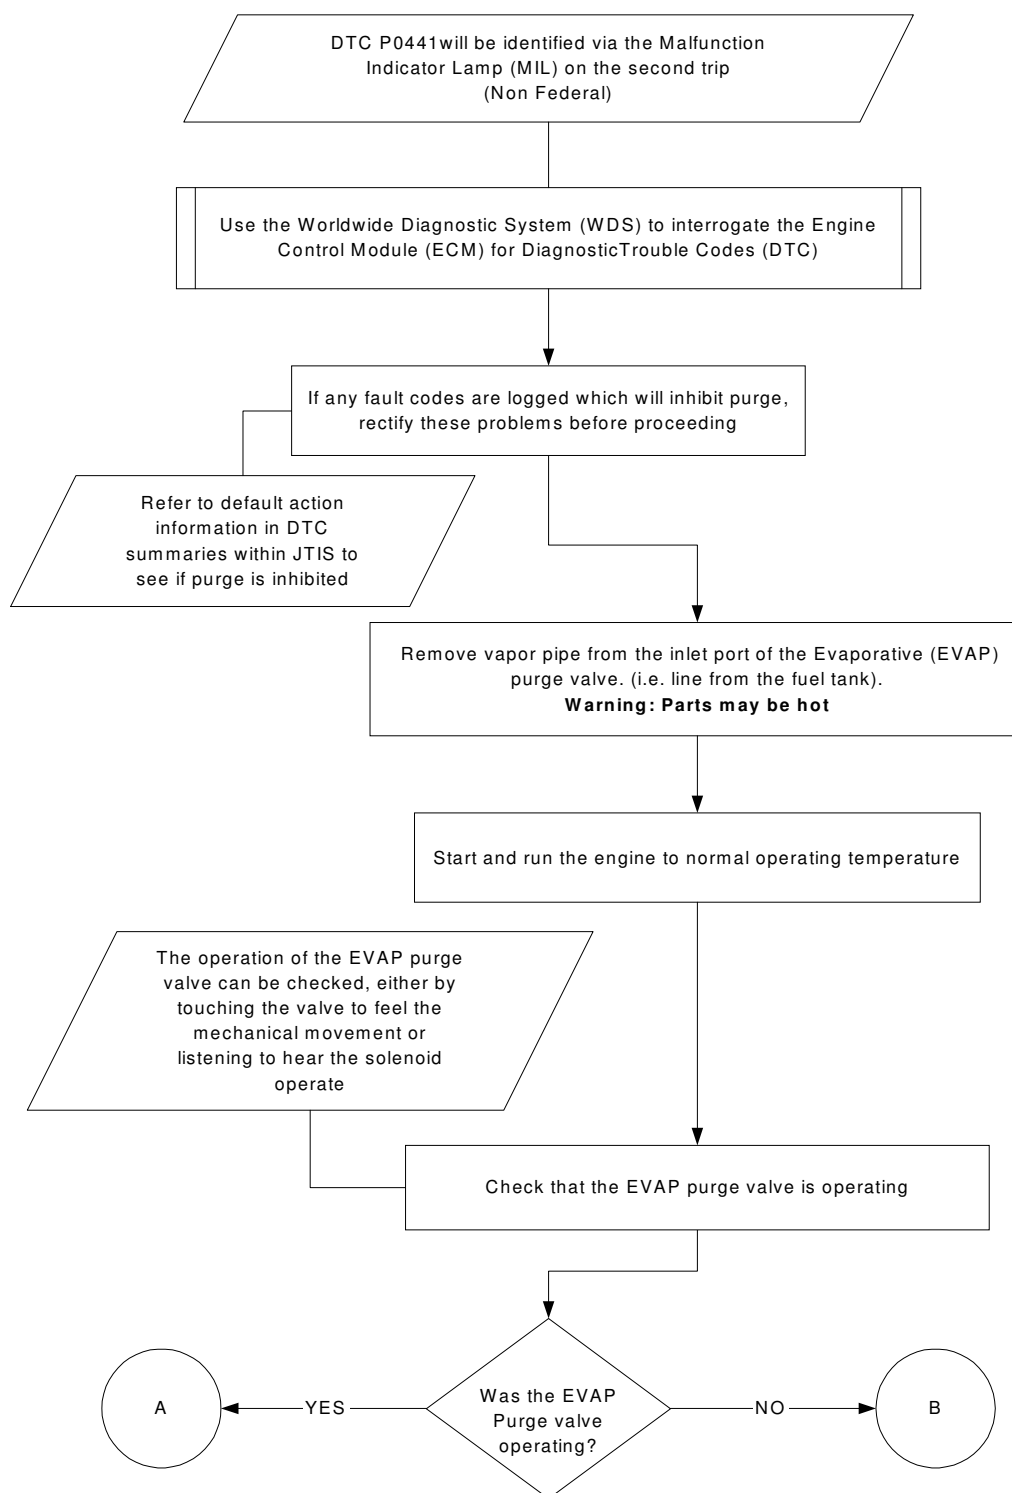 DTC P0441will be identified via the Malfunction
Indicator Lamp (MIL) on the second trip
(Non Federal)
Use the Worldwide Diagnostic System (WDS) to interrogate the Engine
Control Module (ECM) for DiagnosticTrouble Codes (DTC)
If any fault codes are logged which will inhibit purge,
rectify these problems before proceeding
Refer to default action
information in DTC
summaries within JTIS to
see if purge is inhibited
Remove vapor pipe from the inlet port of the Evaporative (EVAP)
purge valve. (i.e. line from the fuel tank).
Warning: Parts may be hot
Start and run the engine to normal operating temperature
The operation of the EVAP purge
valve can be checked, either by
touching the valve to feel the
mechanical movement or
listening to hear the solenoid
operate
Check that the EVAP purge valve is operating
Was the EVAP
Purge valve
operating?
A
YES
NO
B